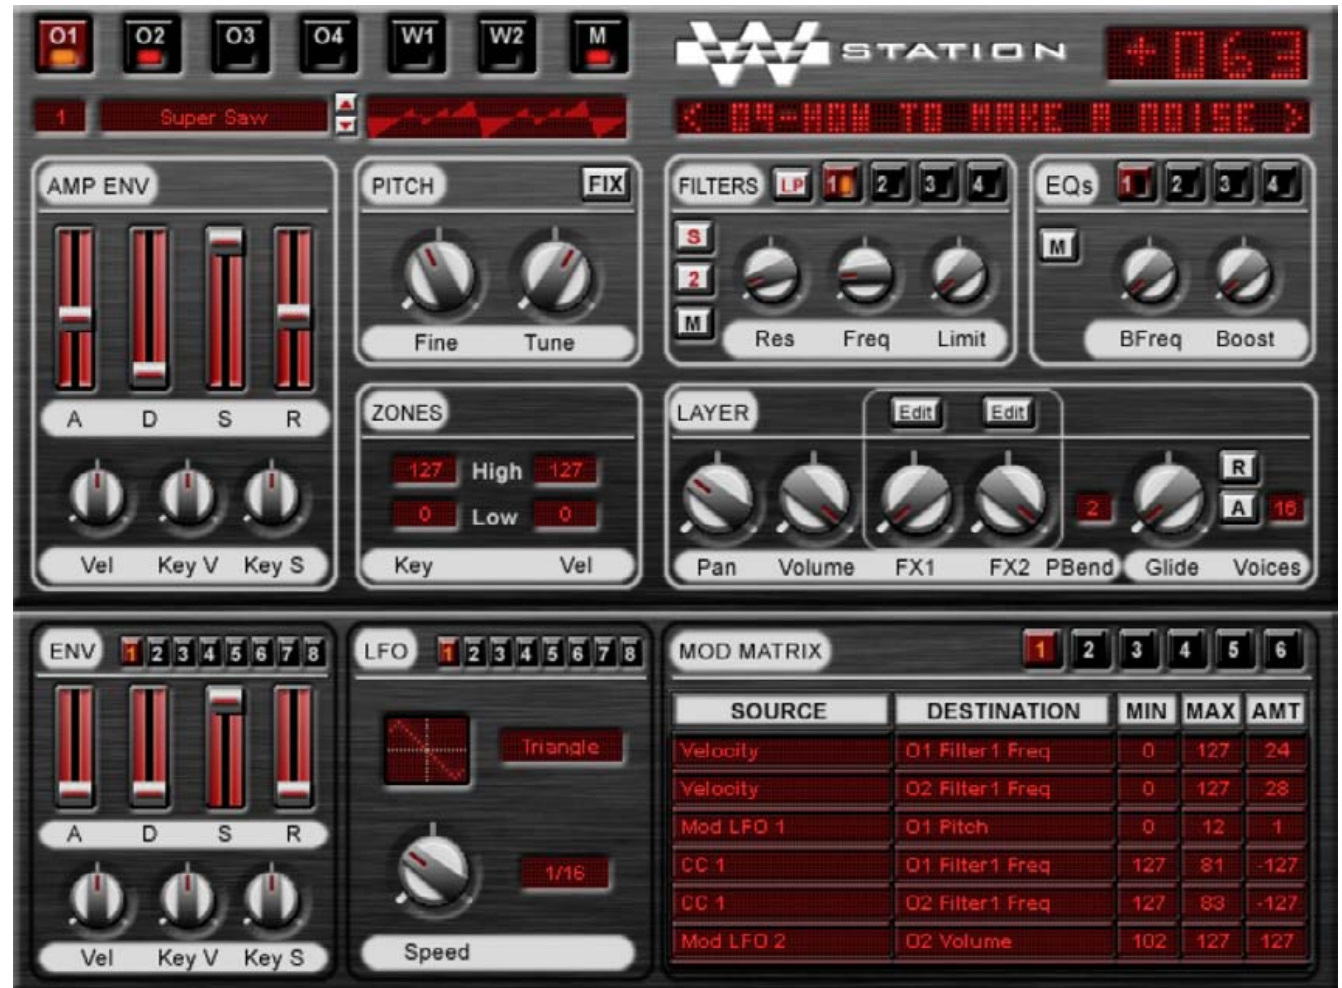 O1 O2 O3 O4 W1 W2 M
W STATION
+063
1 Super Saw
< 04-HOW TO MAKE A NOISE >
AMP ENV
A D S R
Vel Key V Key S
PITCH FIX
Fine Tune
FILTERS LP 1 2 3 4
S
2
M
Res Freq Limit
EQs 1 2 3 4
M
BFreq Boost
ZONES
127 High 127
0 Low 0
Key Vel
LAYER Edit Edit
R
2 A 16
Pan Volume FX1 FX2 PBend Glide Voices
ENV 1 2 3 4 5 6 7 8
A D S R
Vel Key V Key S
LFO 1 2 3 4 5 6 7 8
Triangle
1/16
Speed
MOD MATRIX 1 2 3 4 5 6
SOURCE DESTINATION MIN MAX AMT
Velocity O1 Filter1 Freq 0 127 24
Velocity O2 Filter1 Freq 0 127 28
Mod LFO 1 O1 Pitch 0 12 1
CC 1 O1 Filter1 Freq 127 81 -127
CC 1 O2 Filter1 Freq 127 83 -127
Mod LFO 2 O2 Volume 102 127 127